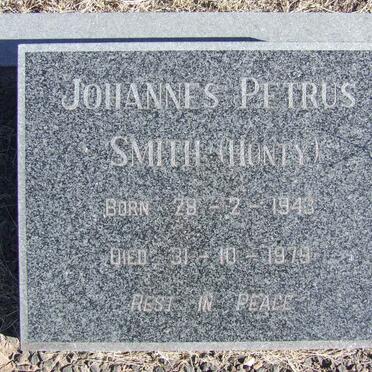 JOHANNES PETRUS
SMITH (HONTY)
BORN 28-2-1943
DIED 31-10-1979
REST IN PEACE